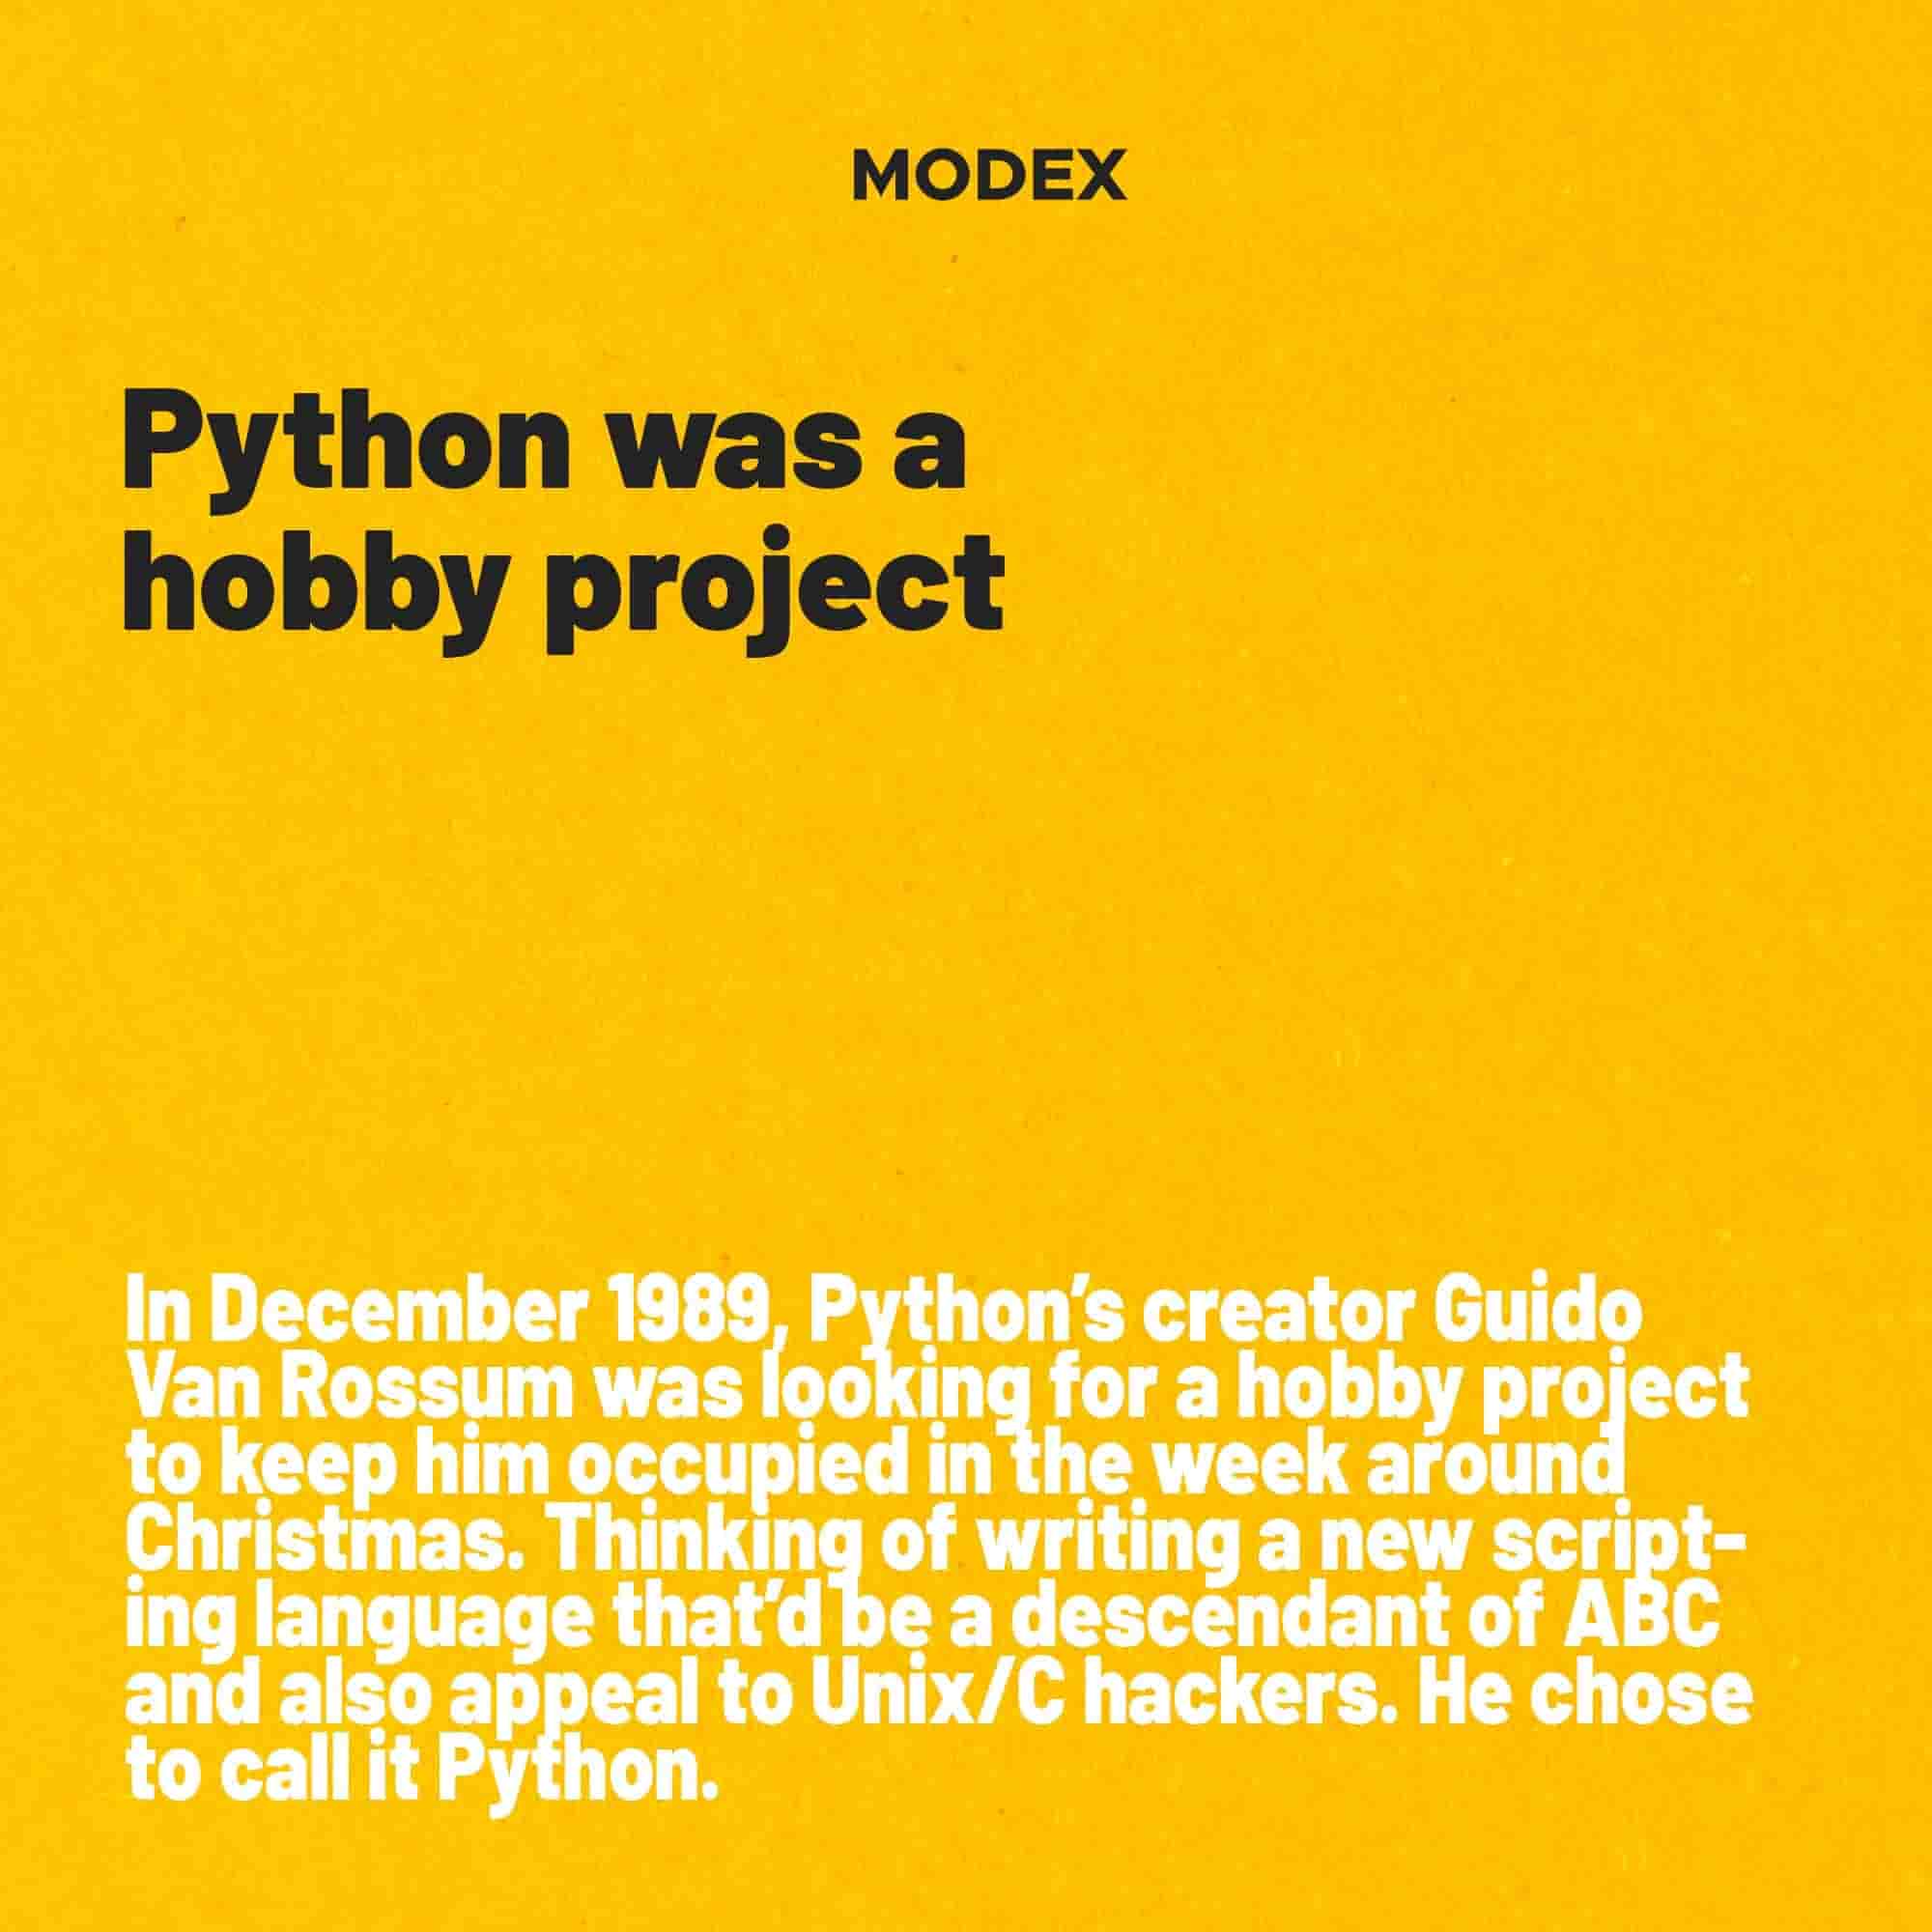 MODEX
Python was a
hobby project
In December 1989, Python’s creator Guido
Van Rossum was looking for a hobby project
to keep him occupied in the week around
Christmas. Thinking of writing a new script-
ing language that’d be a descendant of ABC
and also appeal to Unix/C hackers. He chose
to call it Python.